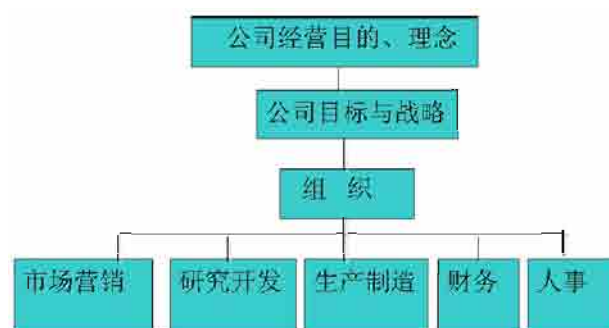 公司经营目的、理念
公司目标与战略
组 织
市场营销
研究开发
生产制造
财务
人事